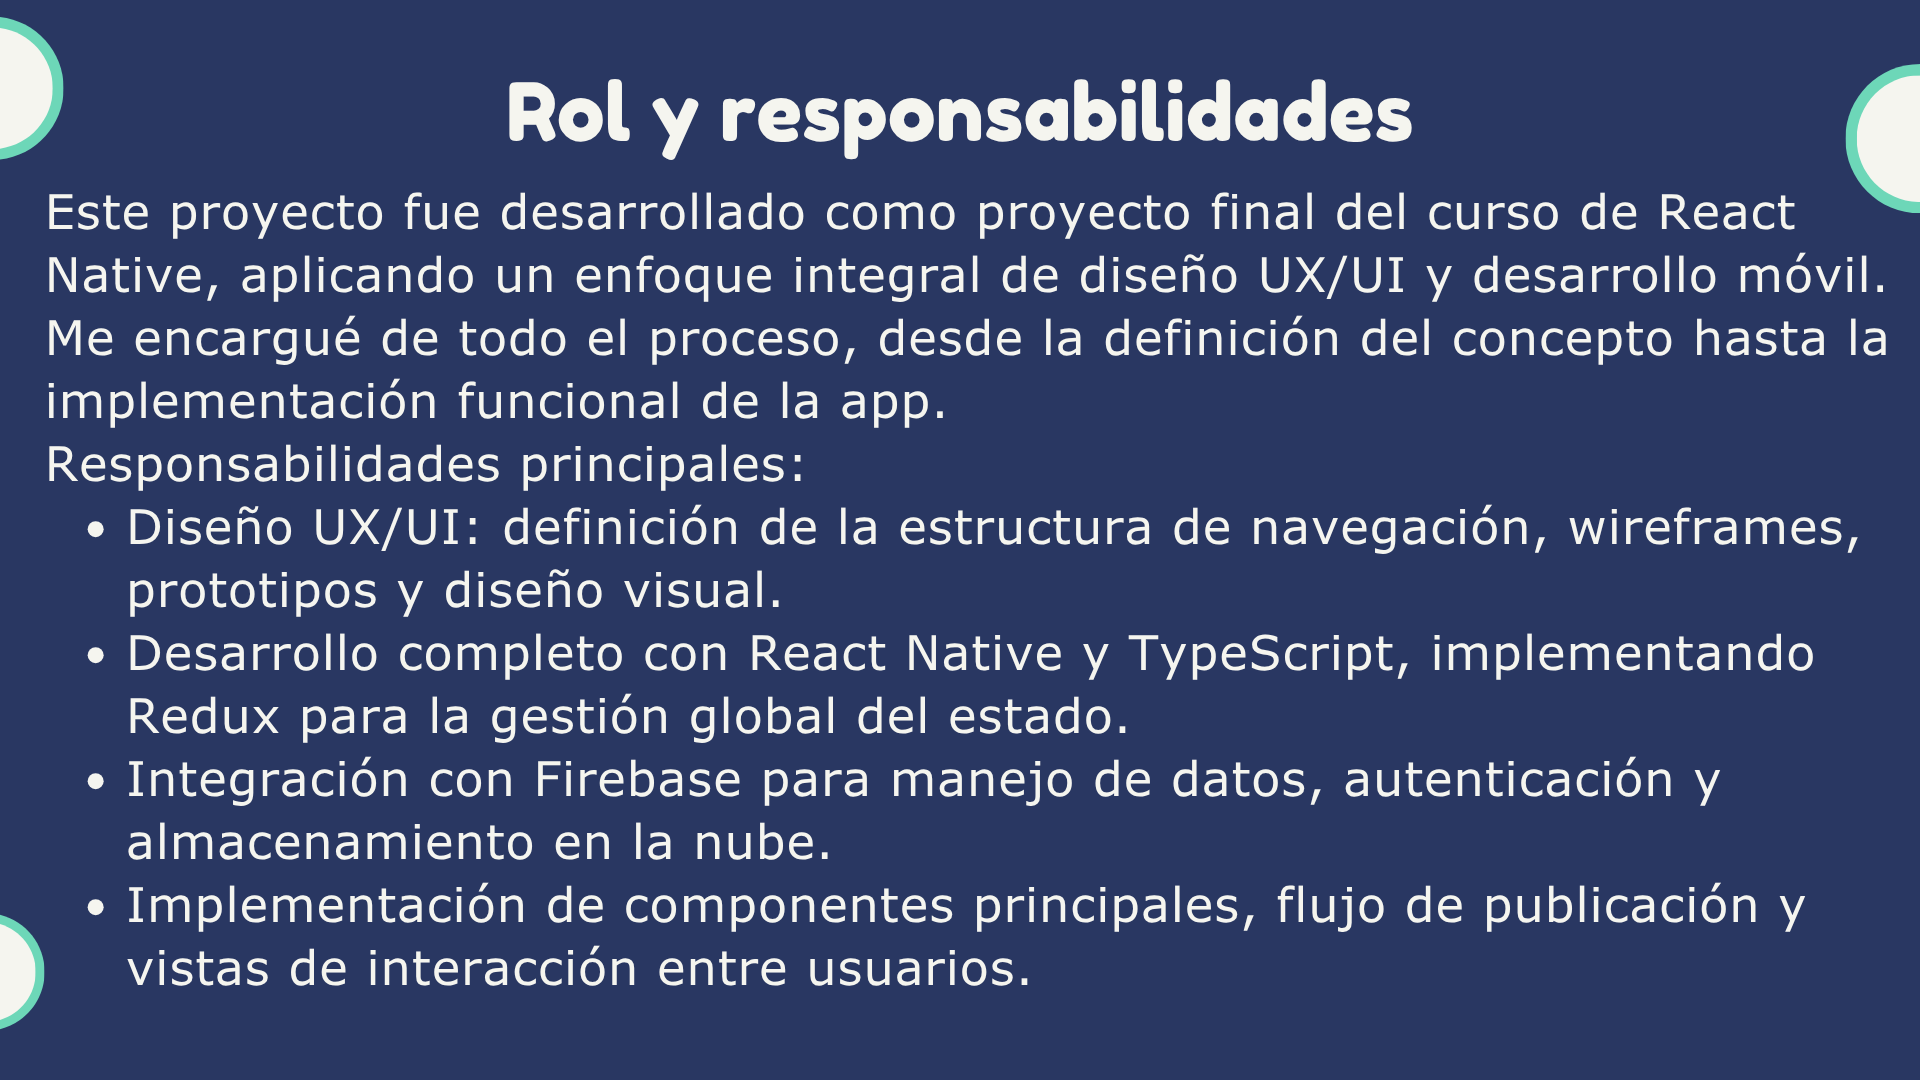 Rol y responsabilidades
Este proyecto fue desarrollado como proyecto final del curso de React
Native, aplicando un enfoque integral de diseño UX/UI y desarrollo móvil.
Me encargué de todo el proceso, desde la definición del concepto hasta la
implementación funcional de la app.
Responsabilidades principales:
• Diseño UX/UI: definición de la estructura de navegación, wireframes,
prototipos y diseño visual.
• Desarrollo completo con React Native y TypeScript, implementando
Redux para la gestión global del estado.
• Integración con Firebase para manejo de datos, autenticación y
almacenamiento en la nube.
• Implementación de componentes principales, flujo de publicación y
vistas de interacción entre usuarios.